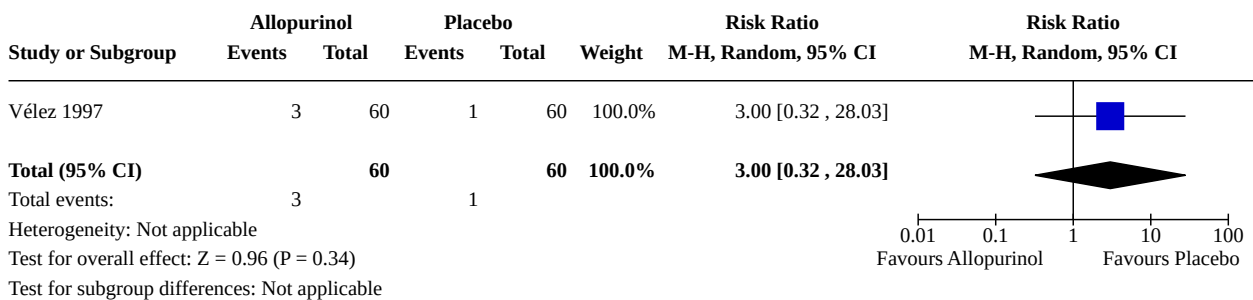 Allopurinol Placebo Risk Ratio Risk Ratio
Study or Subgroup Events Total Events Total Weight M-H, Random, 95% CI M-H, Random, 95% CI
Vélez 1997 3 60 1 60 100.0% 3.00 [0.32 , 28.03]
Total (95% CI) 60 60 100.0% 3.00 [0.32 , 28.03]
Total events: 3 1
Heterogeneity: Not applicable
0.01 0.1 1 10 100
Test for overall effect: Z = 0.96 (P = 0.34) Favours Allopurinol Favours Placebo
Test for subgroup differences: Not applicable